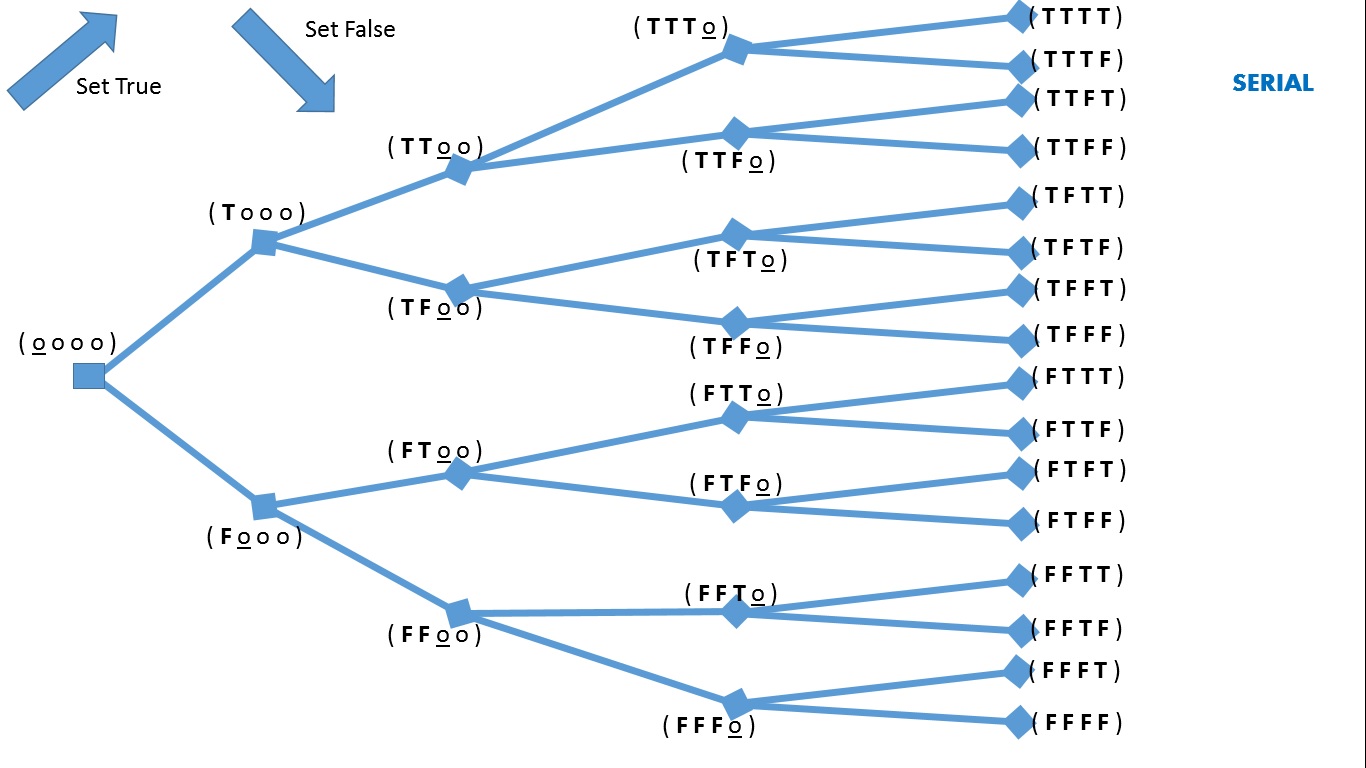 Set True
Set False
SERIAL
( o o o o )
( T o o o )
( F o o o )
( T T o o )
( T F o o )
( F T o o )
( F F o o )
( T T T o )
( T T F o )
( T F T o )
( T F F o )
( F T T o )
( F T F o )
( F F T o )
( F F F o )
( T T T T )
( T T T F )
( T T F T )
( T T F F )
( T F T T )
( T F T F )
( T F F T )
( T F F F )
( F T T T )
( F T T F )
( F T F T )
( F T F F )
( F F T T )
( F F T F )
( F F F T )
( F F F F )